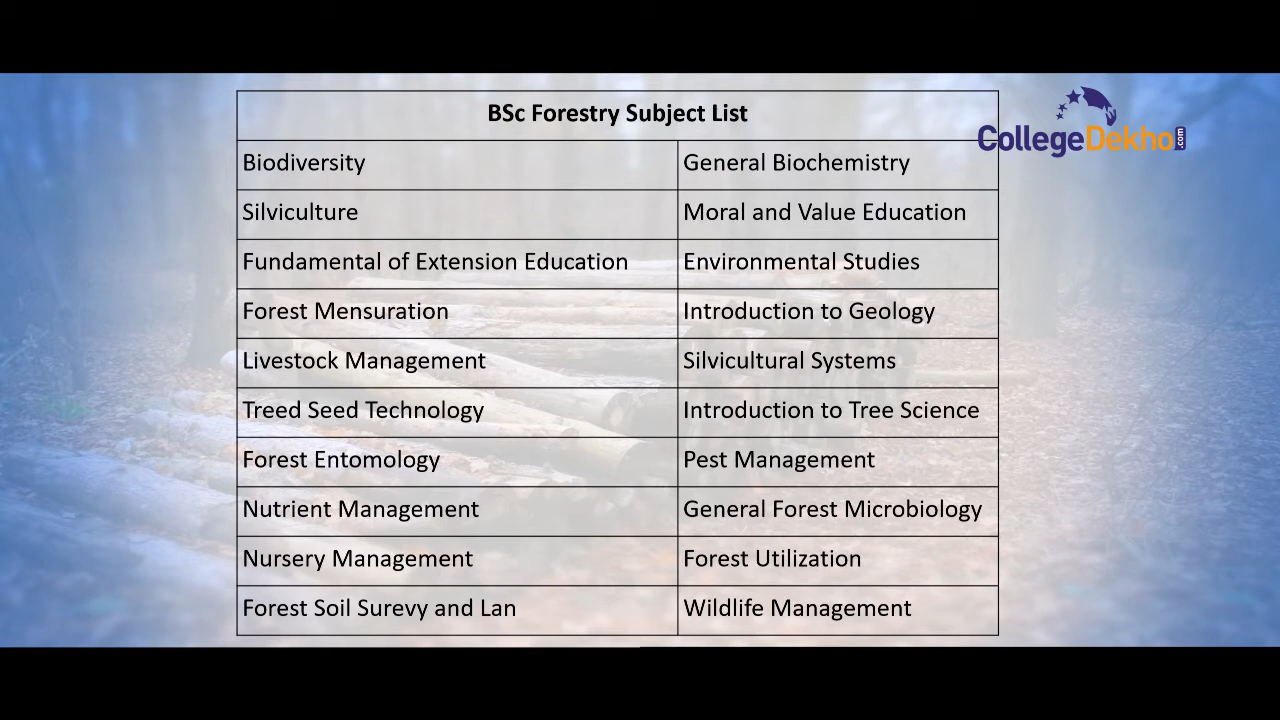 BSc Forestry Subject List
CollegeDekho.com
Biodiversity General Biochemistry
Silviculture Moral and Value Education
Fundamental of Extension Education Environmental Studies
Forest Mensuration Introduction to Geology
Livestock Management Silvicultural Systems
Treed Seed Technology Introduction to Tree Science
Forest Entomology Pest Management
Nutrient Management General Forest Microbiology
Nursery Management Forest Utilization
Forest Soil Surevy and Lan Wildlife Management